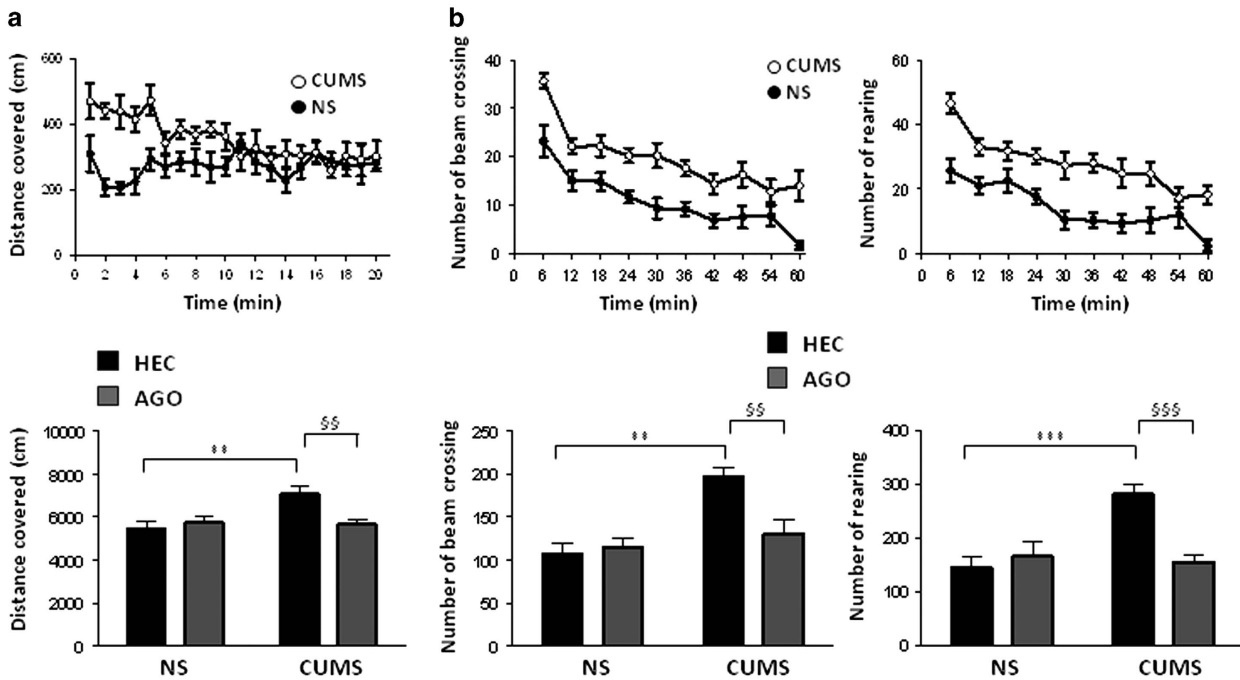 a
b
Distance covered (cm)
600
400
200
0
CUMS
NS
0 2 4 6 8 10 12 14 16 18 20
Time (min)
Number of beam crossing
40
30
20
10
0
CUMS
NS
0 6 12 18 24 30 36 42 48 54 60
Time (min)
Number of rearing
60
40
20
0
0 6 12 18 24 30 36 42 48 54 60
Time (min)
HEC
AGO
HEC
AGO
Distance covered (cm)
10000
8000
6000
4000
2000
0
**
§§
NS CUMS
Number of beam crossing
250
200
150
100
50
0
**
§§
NS CUMS
Number of rearing
400
300
200
100
0
***
§§§
NS CUMS